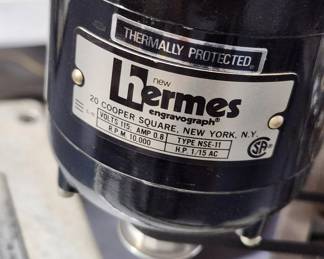 THERMALLY PROTECTED.
new
hermes
engravograph®
20 COOPER SQUARE, NEW YORK, N.Y.
VOLTS 115, AMP 0.8 TYPE NSE-11
R.P.M. 10.000 H.P. 1/15 AC
SA